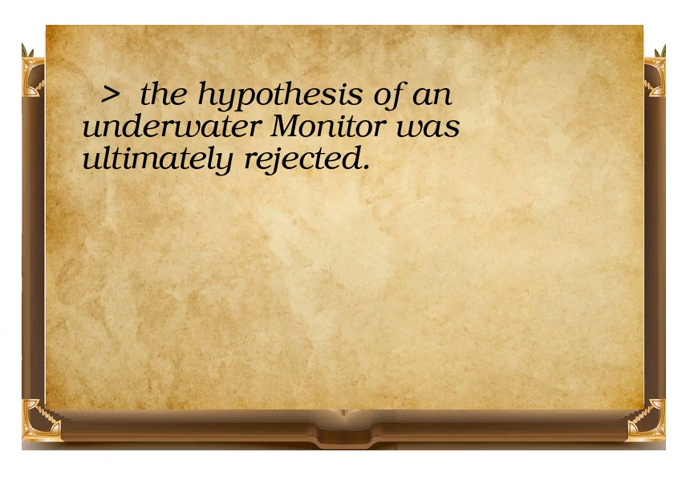 > the hypothesis of an
underwater Monitor was
ultimately rejected.